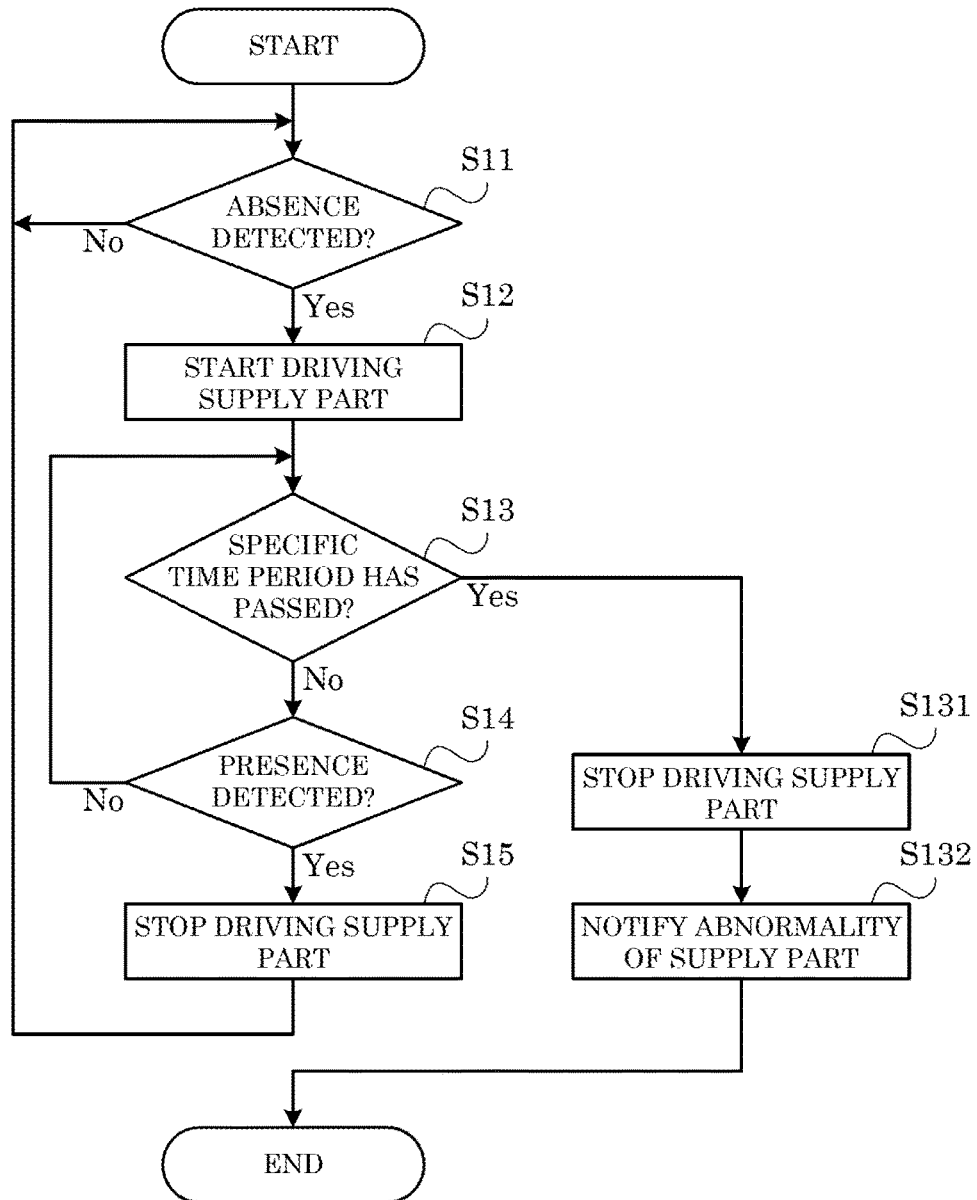 START
S11
ABSENCE
DETECTED?
No
Yes
S12
START DRIVING
SUPPLY PART
S13
SPECIFIC
TIME PERIOD HAS
PASSED?
Yes
No
S14
PRESENCE
DETECTED?
No
Yes
S15
STOP DRIVING SUPPLY
PART
S131
STOP DRIVING SUPPLY
PART
S132
NOTIFY ABNORMALITY
OF SUPPLY PART
END